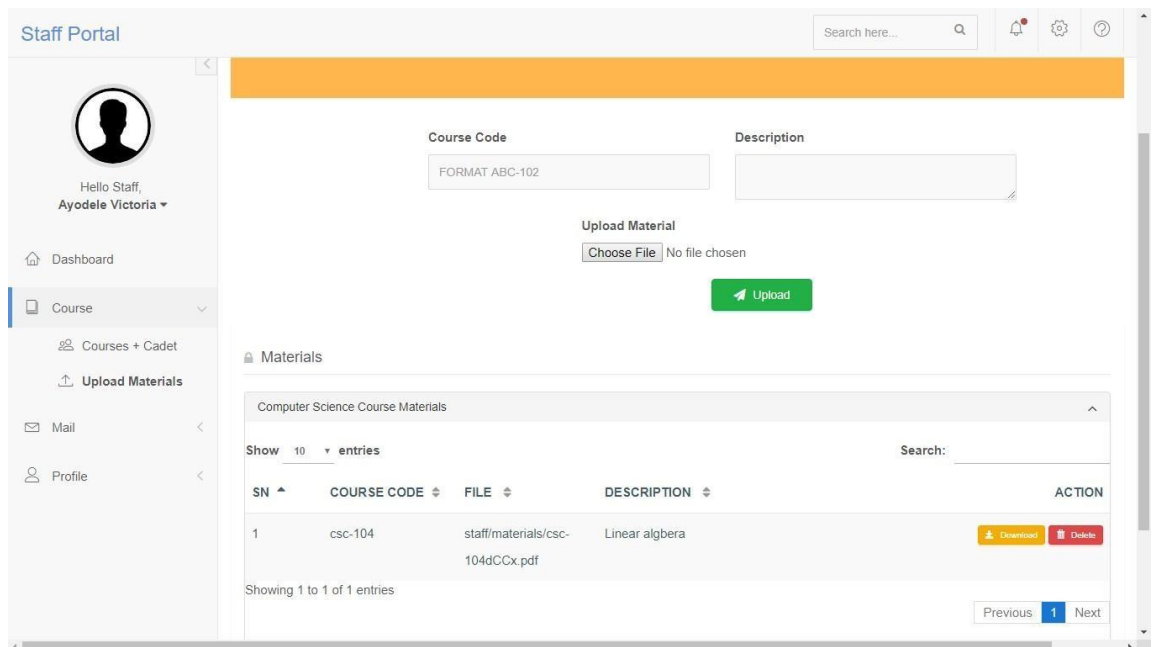 Staff Portal
Search here...
Hello Staff,
Ayodele Victoria
Dashboard
Course
Courses + Cadet
Upload Materials
Mail
Profile
Course Code
Description
FORMAT ABC-102
Upload Material
Choose File No file chosen
Upload
Materials
Computer Science Course Materials
Show 10 entries
Search:
SN COURSE CODE FILE DESCRIPTION ACTION
1 csc-104 staff/materials/csc- Linear algbera Download Delete
104dCCx.pdf
Showing 1 to 1 of 1 entries
Previous 1 Next